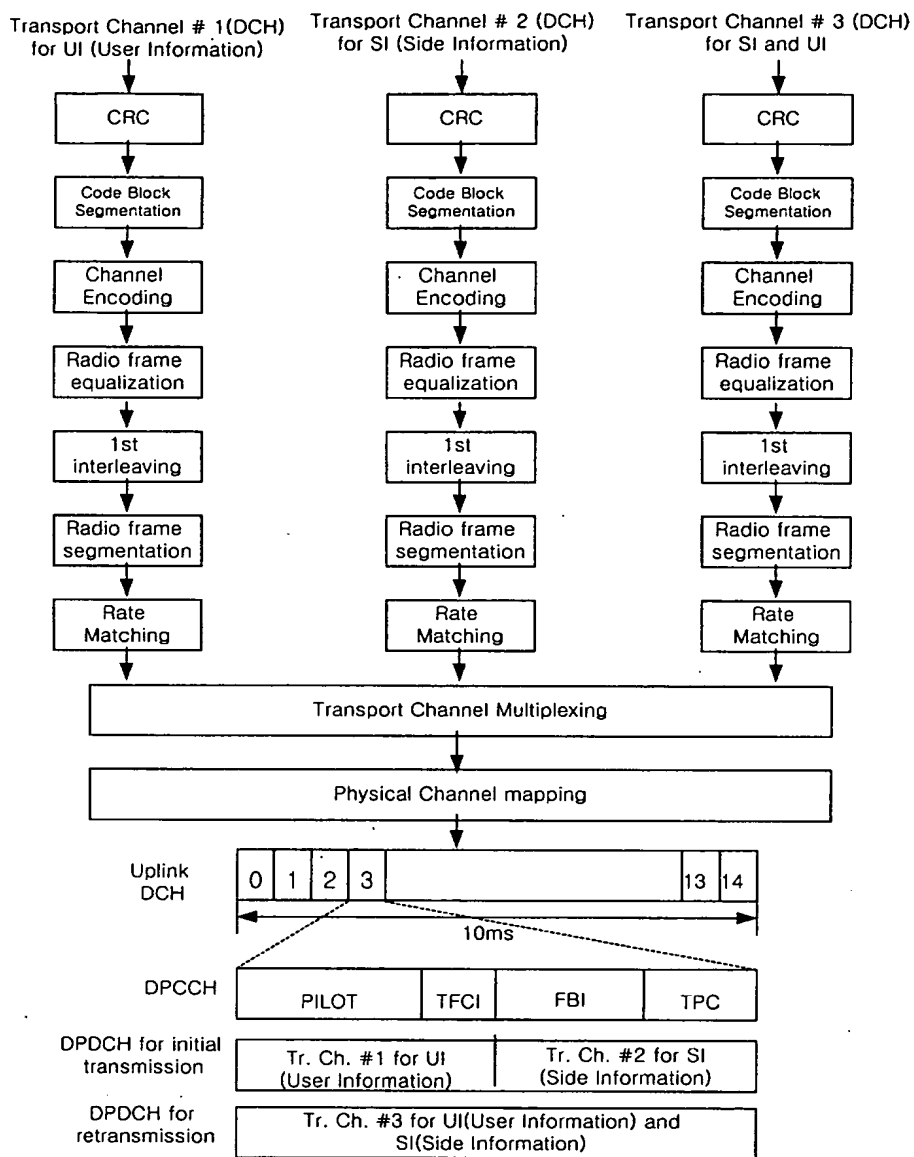 Transport Channel # 1(DCH)
for UI (User Information)
Transport Channel # 2 (DCH)
for SI (Side Information)
Transport Channel # 3 (DCH)
for SI and UI
CRC
CRC
CRC
Code Block
Segmentation
Code Block
Segmentation
Code Block
Segmentation
Channel
Encoding
Channel
Encoding
Channel
Encoding
Radio frame
equalization
Radio frame
equalization
Radio frame
equalization
1st
interleaving
1st
interleaving
1st
interleaving
Radio frame
segmentation
Radio frame
segmentation
Radio frame
segmentation
Rate
Matching
Rate
Matching
Rate
Matching
Transport Channel Multiplexing
Physical Channel mapping
Uplink
DCH
0 1 2 3 13 14
10ms
DPCCH
PILOT TFCI FBI TPC
DPDCH for initial
transmission
Tr. Ch. #1 for UI
(User Information)
Tr. Ch. #2 for SI
(Side Information)
DPDCH for
retransmission
Tr. Ch. #3 for UI(User Information) and
SI(Side Information)